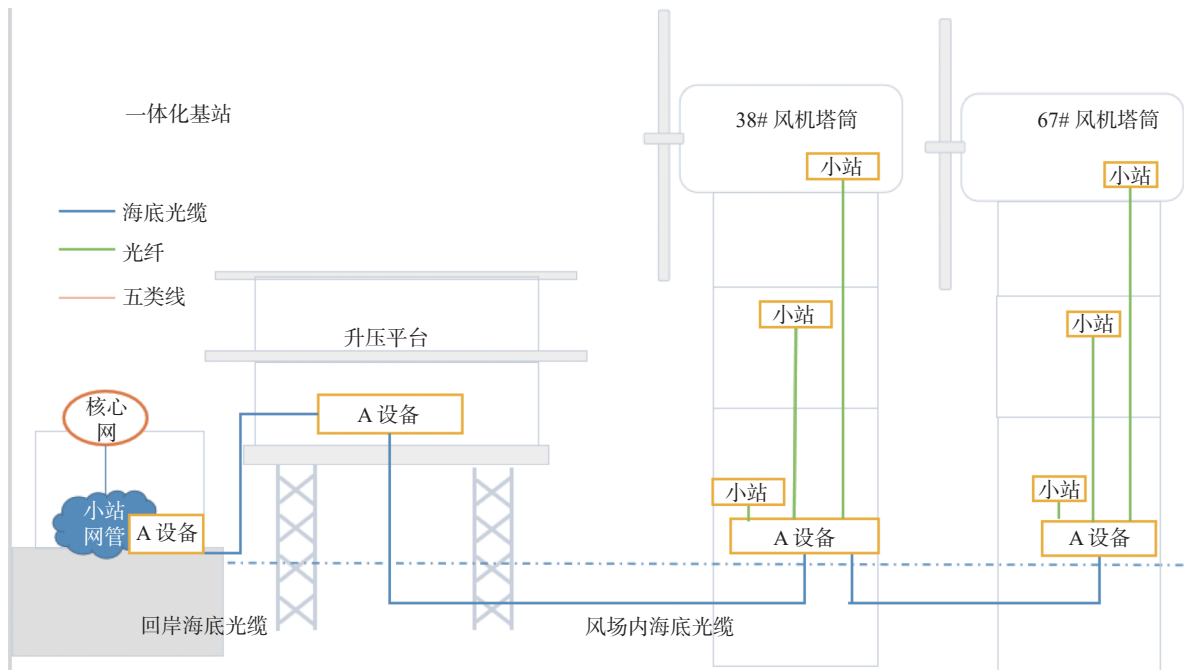 一体化基站
38# 风机塔筒
67# 风机塔筒
小站
小站
海底光缆
光纤
五类线
小站
小站
升压平台
核心
网
A 设备
小站
小站
小站
网管
A 设备
A 设备
A 设备
回岸海底光缆
风场内海底光缆